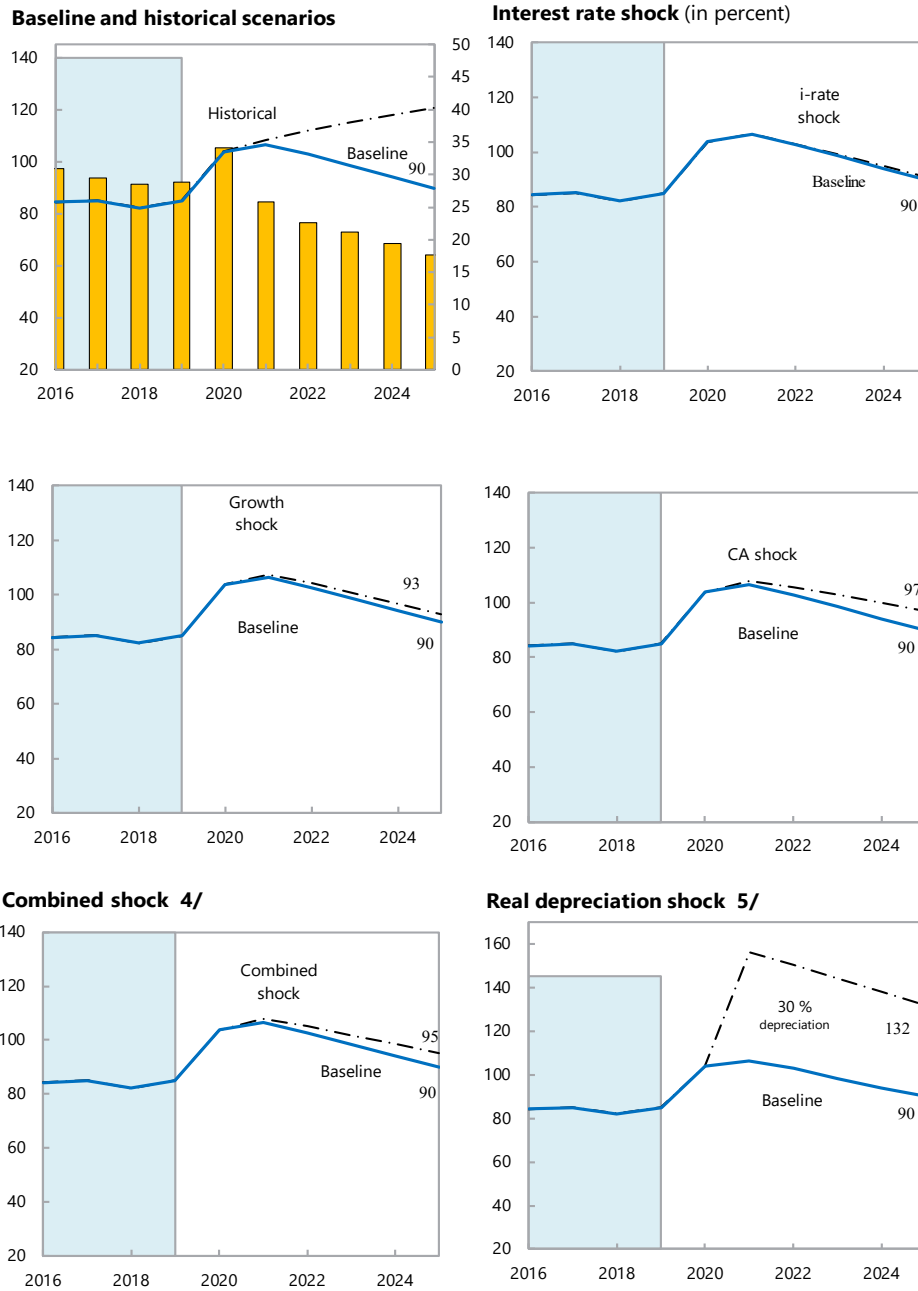 Baseline and historical scenarios
140
120
100
80
60
40
20
50
45
40
35
30
25
20
15
10
5
0
Historical
Baseline
90
2016 2018 2020 2022 2024
Interest rate shock (in percent)
140
120
100
80
60
40
20
i-rate
shock
Baseline
90
2016 2018 2020 2022 2024
140
120
100
80
60
40
20
Growth
shock
93
Baseline
90
2016 2018 2020 2022 2024
140
120
100
80
60
40
20
CA shock
97
Baseline
90
2016 2018 2020 2022 2024
Combined shock 4/
140
120
100
80
60
40
20
Combined
shock
95
Baseline
90
2016 2018 2020 2022 2024
Real depreciation shock 5/
160
140
120
100
80
60
40
20
30 %
depreciation
132
Baseline
90
2016 2018 2020 2022 2024